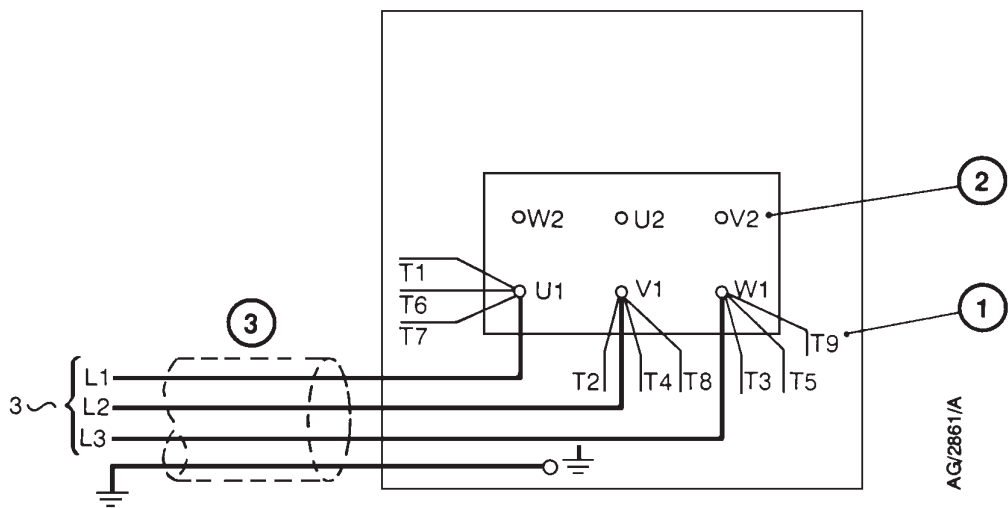 2
W2 U2 V2
T1
U1 V1 W1
T6
1
3
T7
T9
L1
T2 T4 T8 T3 T5
3 ~ L2
L3
AG/2861/A